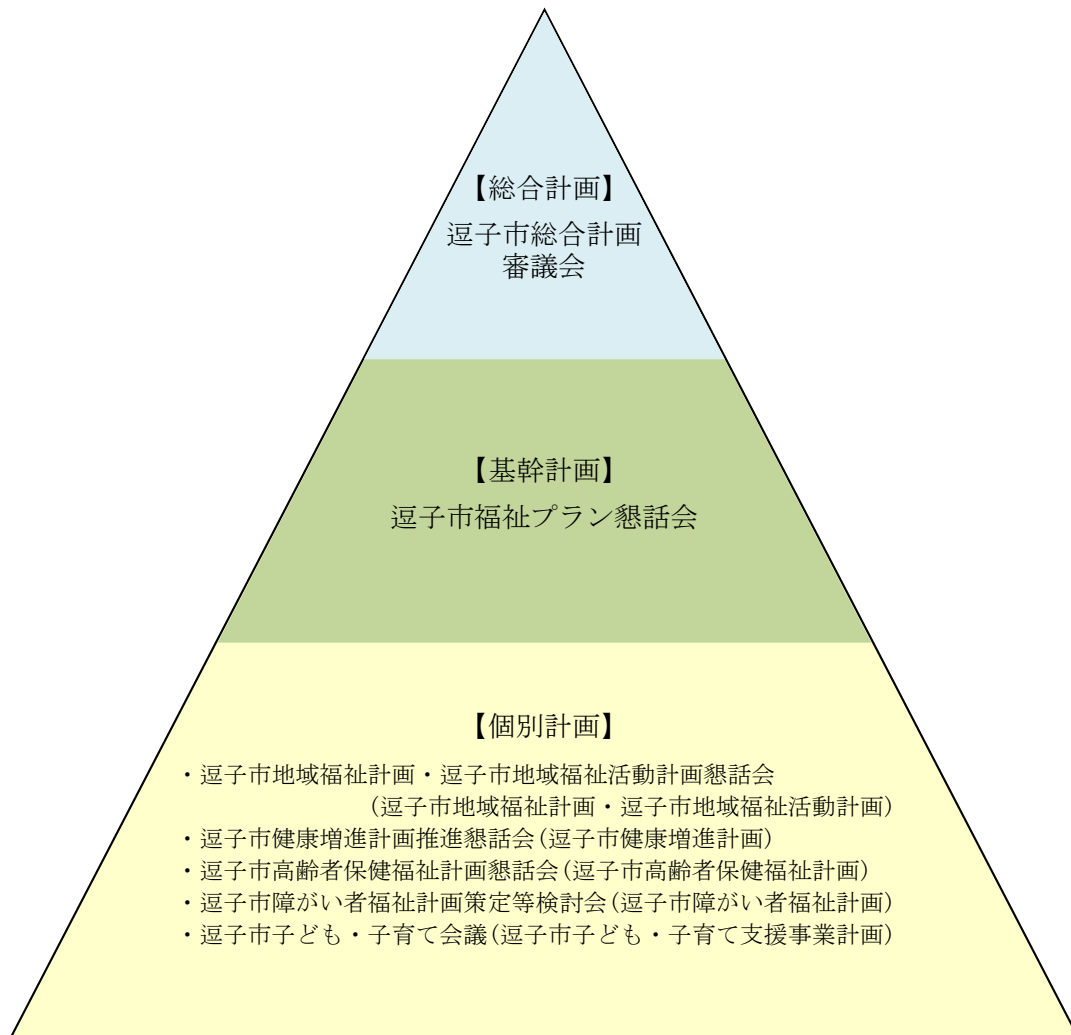 【総合計画】
逗子市総合計画
審議会
【基幹計画】
逗子市福祉プラン懇話会
【個別計画】
・逗子市地域福祉計画・逗子市地域福祉活動計画懇話会
(逗子市地域福祉計画・逗子市地域福祉活動計画)
・逗子市健康増進計画推進懇話会(逗子市健康増進計画)
・逗子市高齢者保健福祉計画懇話会(逗子市高齢者保健福祉計画)
・逗子市障がい者福祉計画策定等検討会(逗子市障がい者福祉計画)
・逗子市子ども・子育て会議(逗子市子ども・子育て支援事業計画)